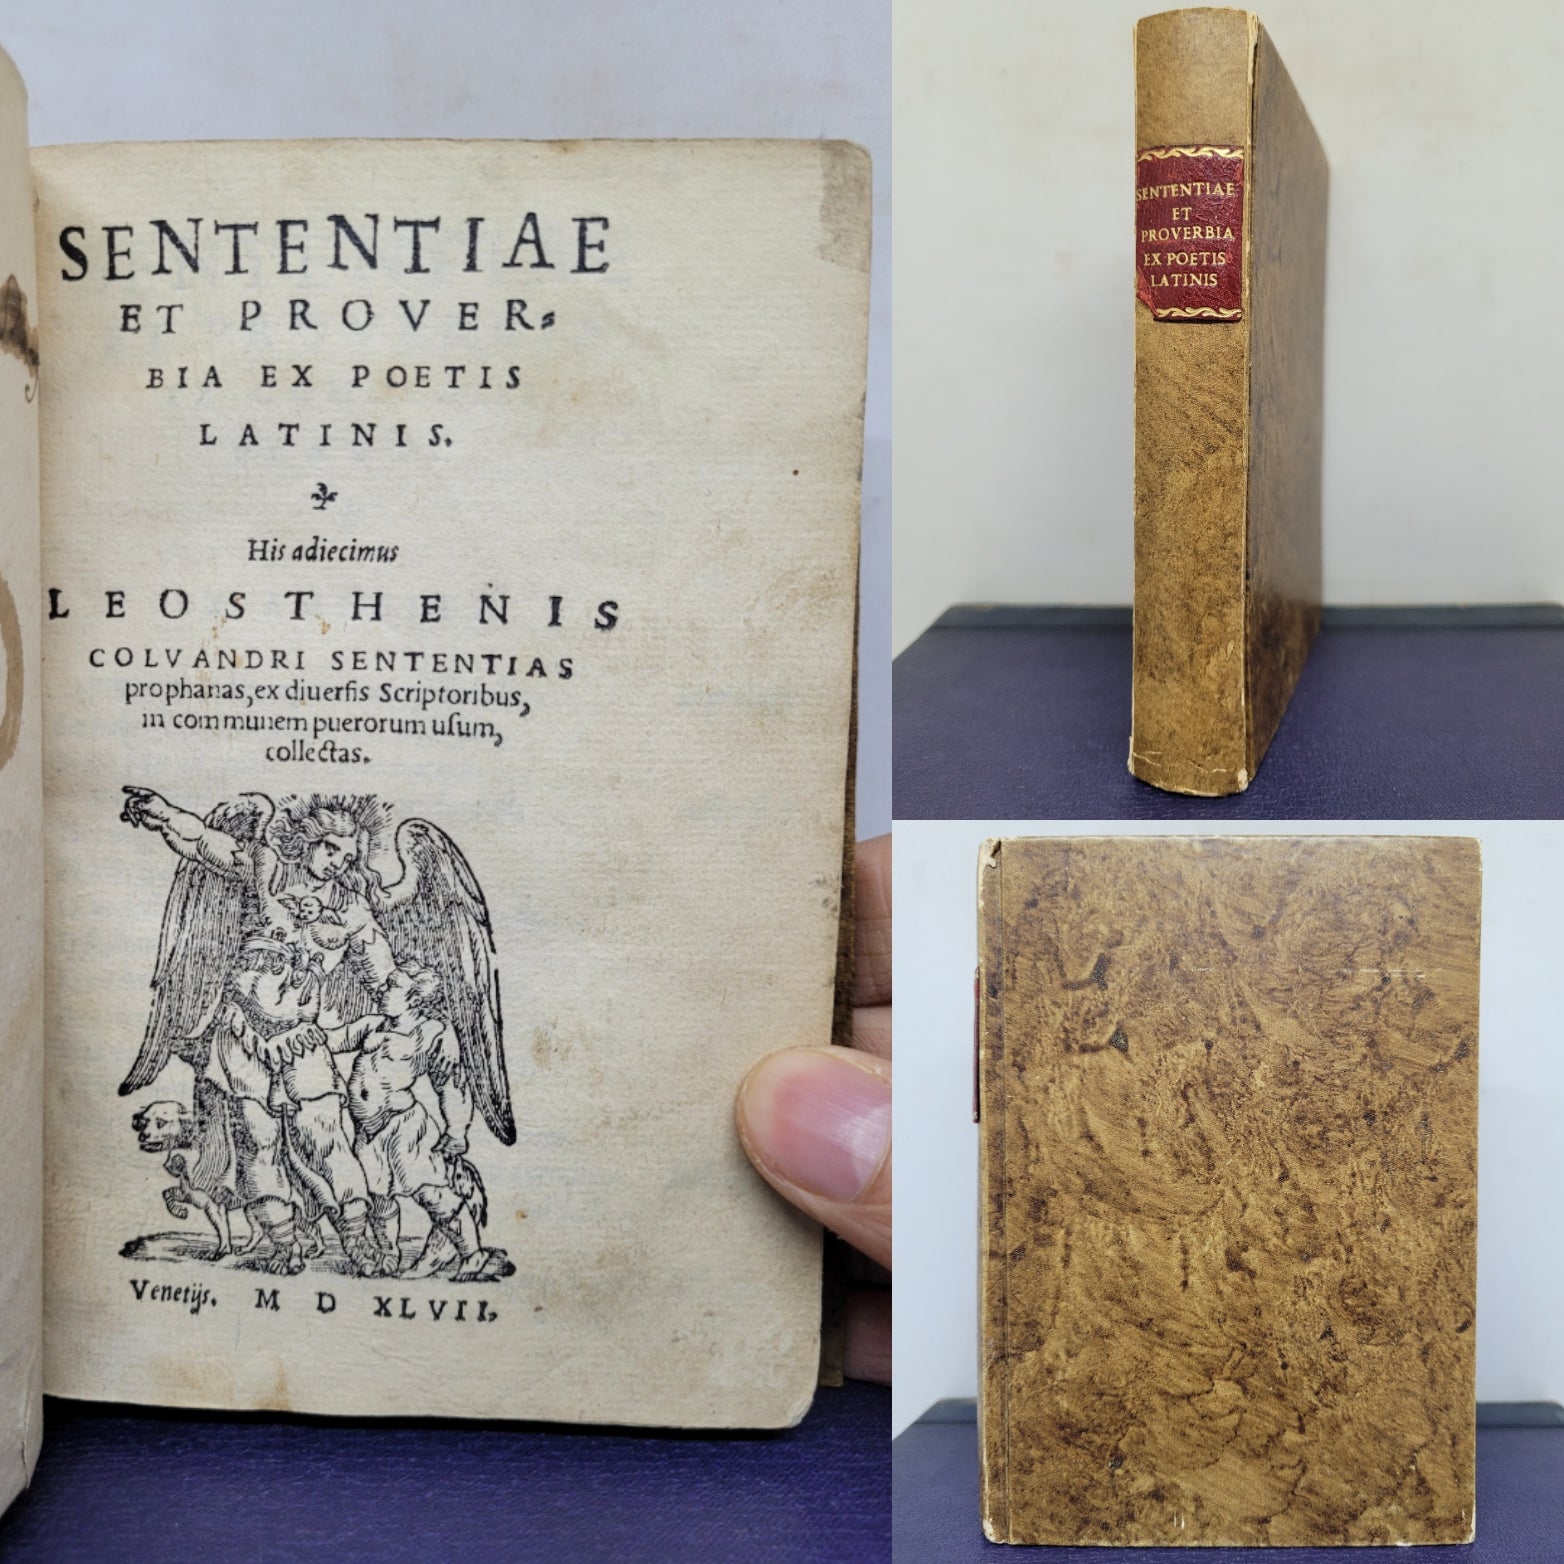 SENTENTIAE
ET PROVER⸗
BIA EX POETIS
LATINIS.
His adiecimus
LEOSTHENIS
COLVANDRI SENTENTIAS
prophanas, ex diuerſis Scriptoribus,
in communem puerorum uſum,
collectas.
Venetijs. M D XLVII,
SENTENTIAE
ET
PROVERBIA
EX POETIS
LATINIS